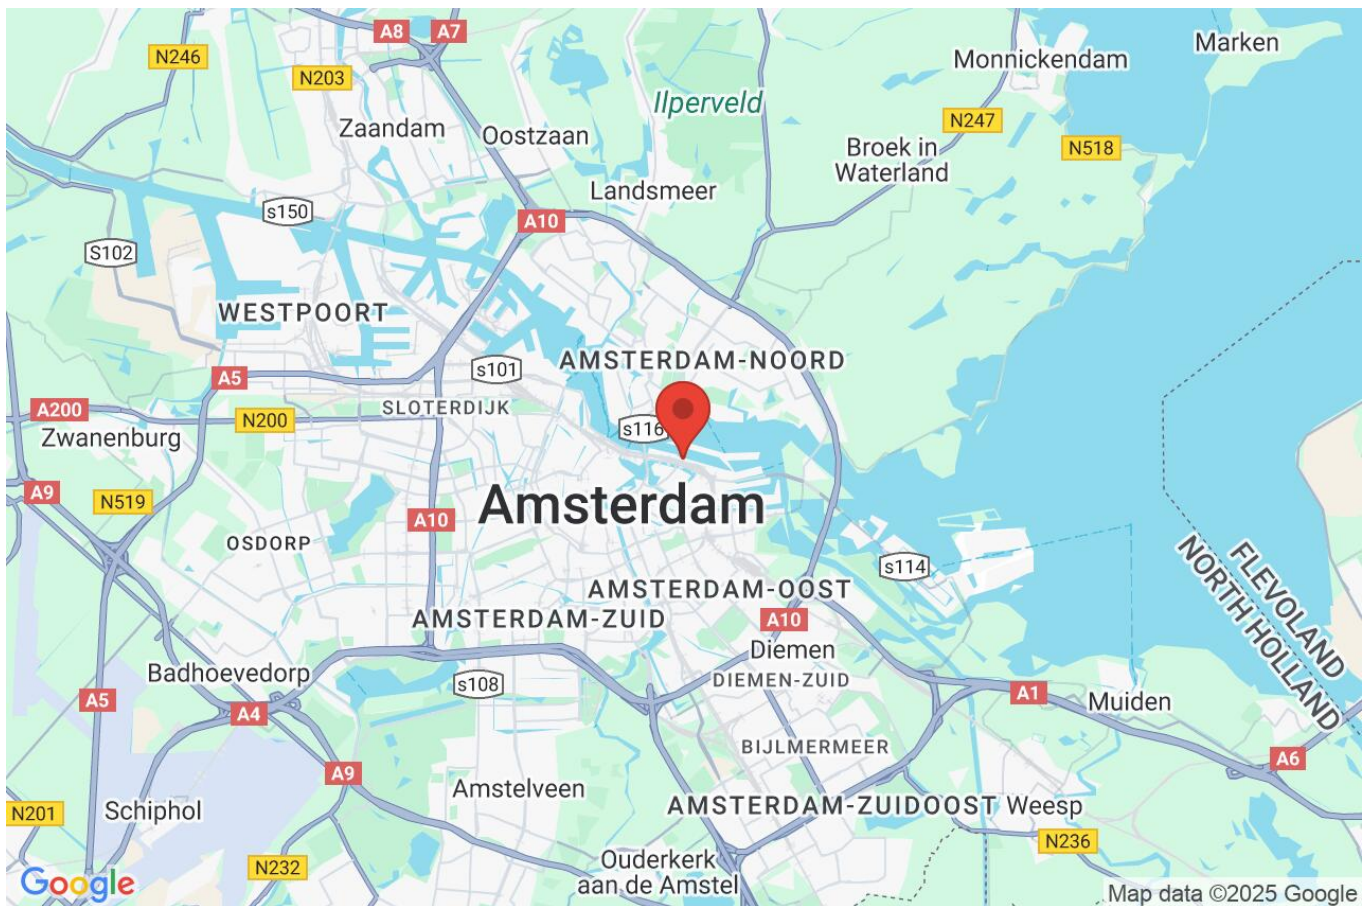 A8
A7
Marken
N246
Monnickendam
N203
Ilperveld
Zaandam
Oostzaan
N247
Broek in
Waterland
N518
Landsmeer
s150
A10
S102
WESTPOORT
AMSTERDAM-NOORD
s101
A5
SLOTERDIJK
A200
N200
s116
Zwanenburg
A9
N519
Amsterdam
A10
OSDORP
s114
FLEVOLAND
NORTH HOLLAND
AMSTERDAM-OOST
AMSTERDAM-ZUID
A10
Diemen
Badhoevedorp
DIEMEN-ZUID
s108
A5
A4
A1
Muiden
BIJLMERMEER
A6
A9
Amstelveen
Schiphol
AMSTERDAM-ZUIDOOST
Weesp
N201
N236
N232
Ouderkerk
aan de Amstel
Google
Map data ©2025 Google